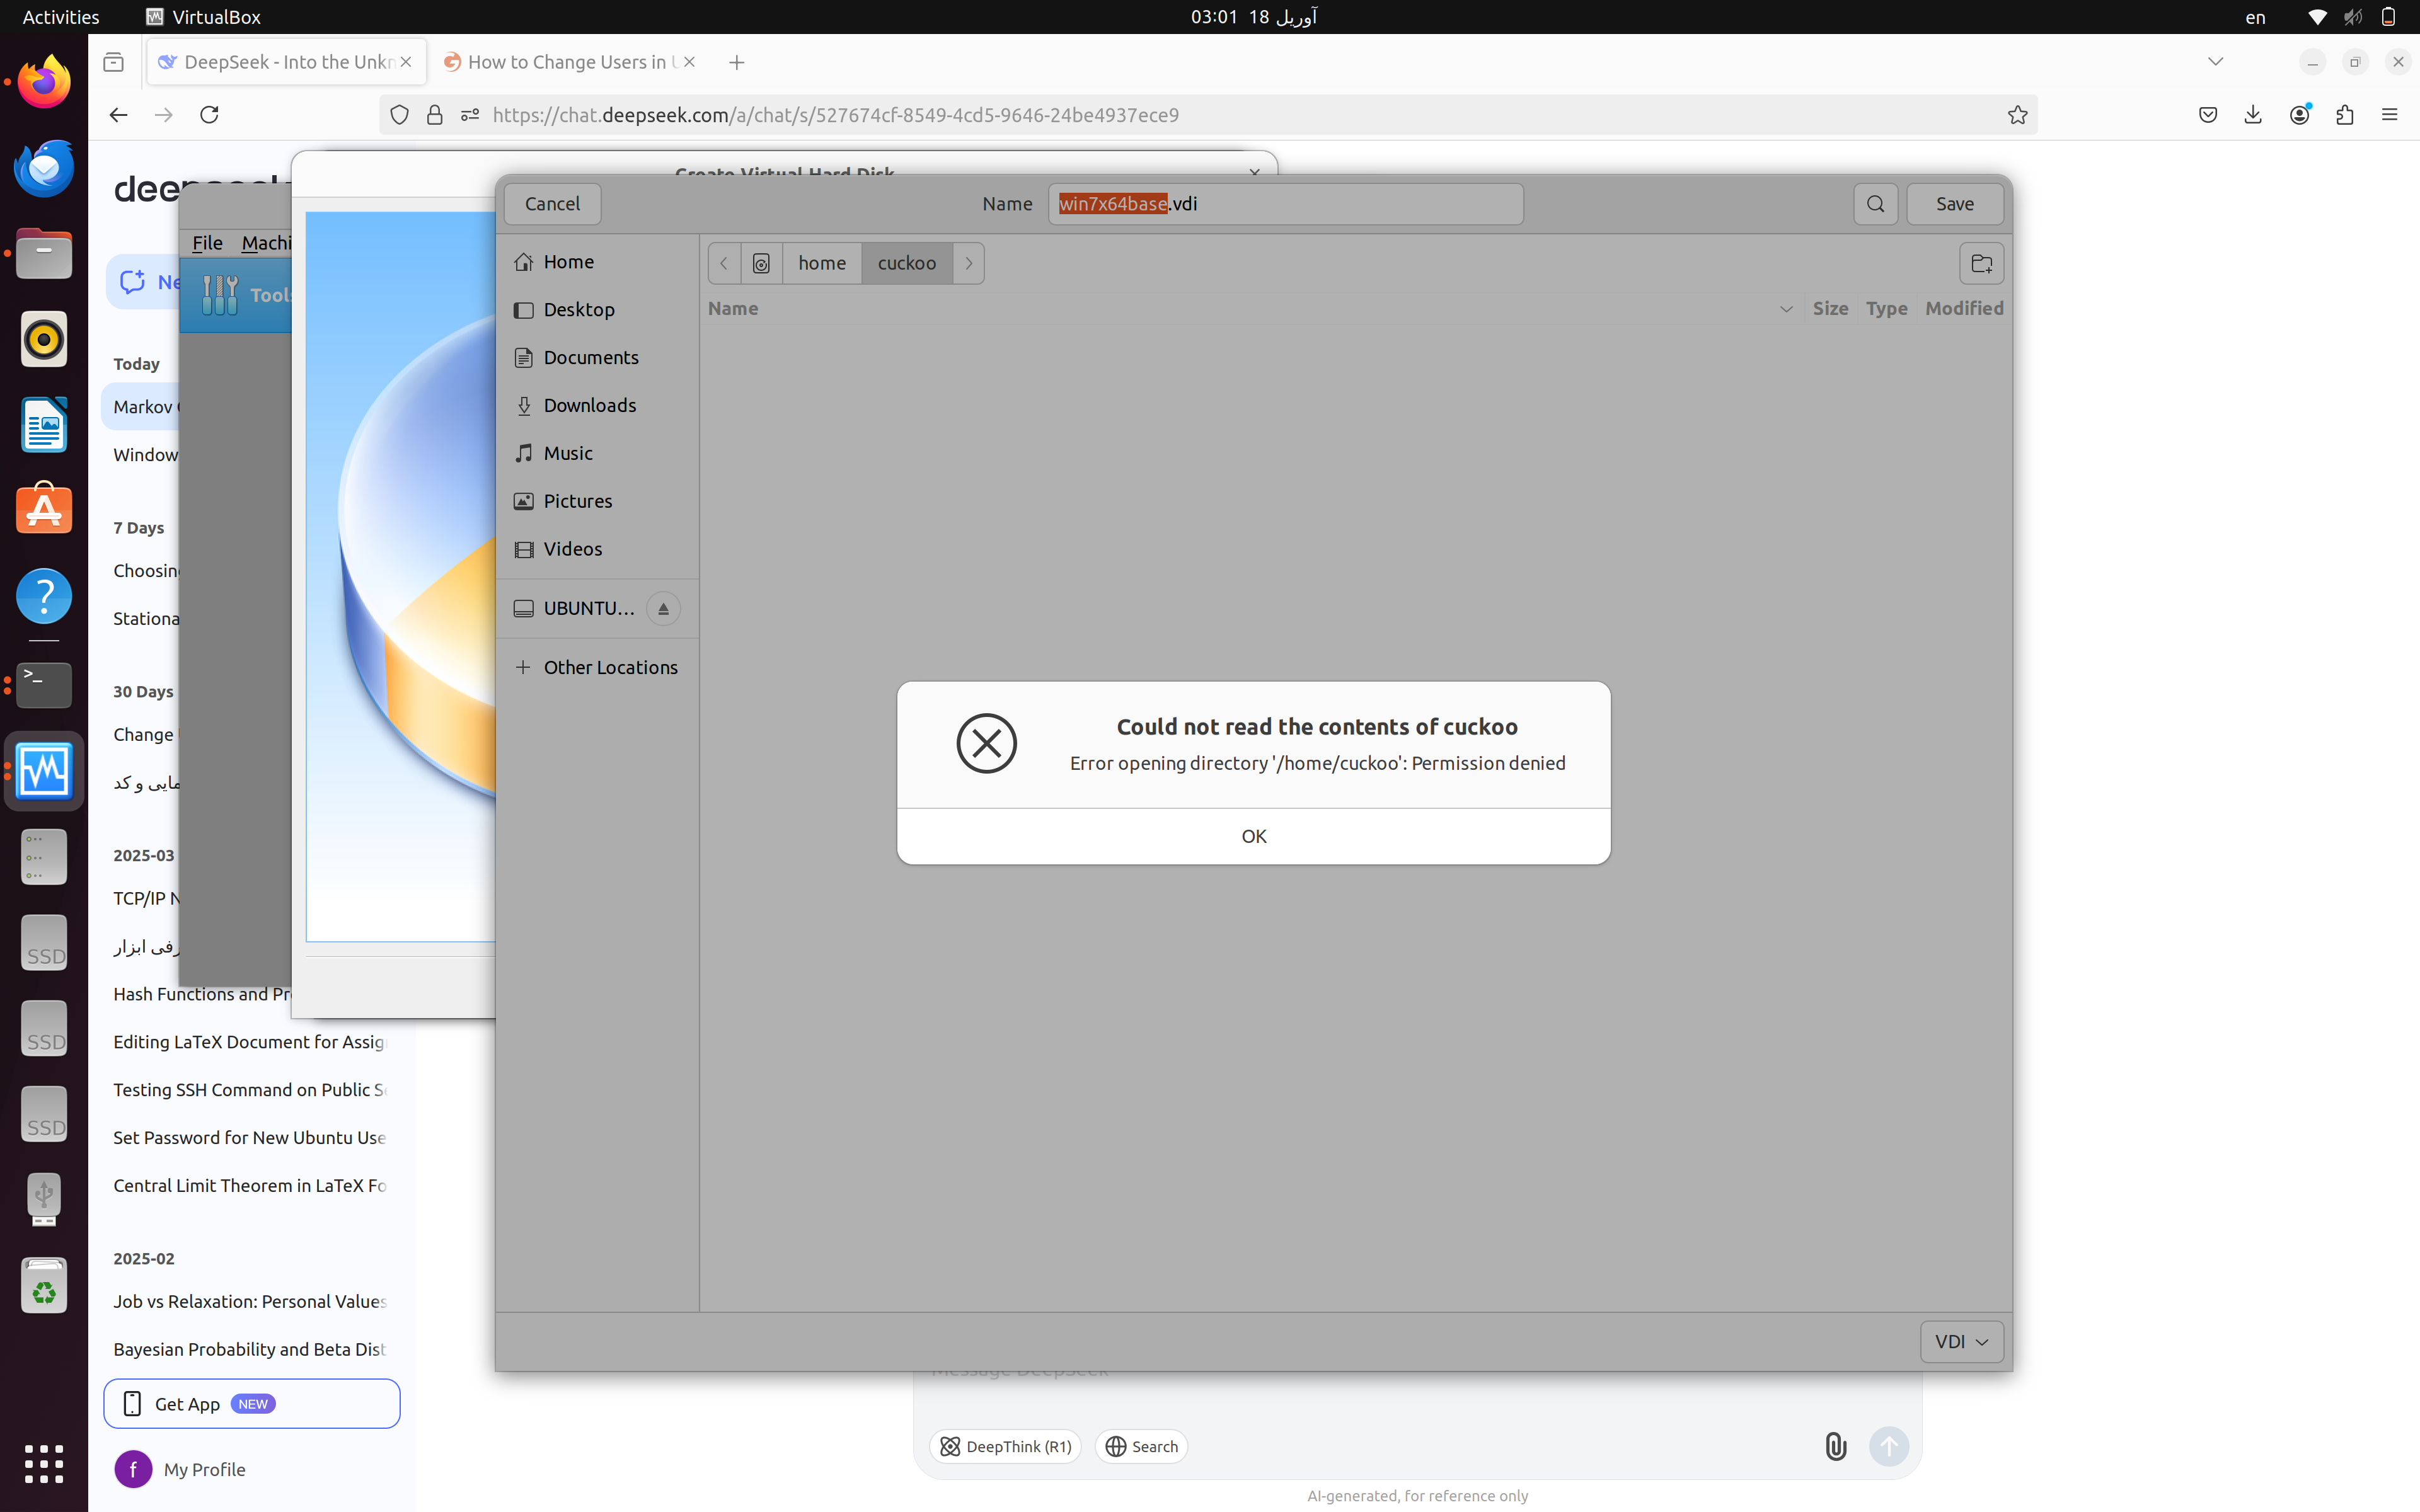 Activities
VirtualBox
03:01 18 آوریل
en
DeepSeek - Into the Unkn
How to Change Users in U
https://chat.deepseek.com/a/chat/s/527674cf-8549-4cd5-9646-24be4937ece9
Create Virtual Hard Disk
Cancel
Name
win7x64base.vdi
Save
File
Machi
Tools
Ne
Home
Desktop
Documents
Downloads
Music
Pictures
Videos
UBUNTU...
Other Locations
home
cuckoo
Name
Size
Type
Modified
Could not read the contents of cuckoo
Error opening directory '/home/cuckoo': Permission denied
OK
VDI
Today
Markov
Window
7 Days
Choosing
Stationa
30 Days
Change
مایی و کد
2025-03
TCP/IP N
رفی ابزار
Hash Functions and Pr
Editing LaTeX Document for Assig
Testing SSH Command on Public Se
Set Password for New Ubuntu Use
Central Limit Theorem in LaTeX Fo
2025-02
Job vs Relaxation: Personal Values
Bayesian Probability and Beta Dist
Get App
NEW
f
My Profile
SSD
SSD
SSD
Message DeepSeek
DeepThink (R1)
Search
AI-generated, for reference only